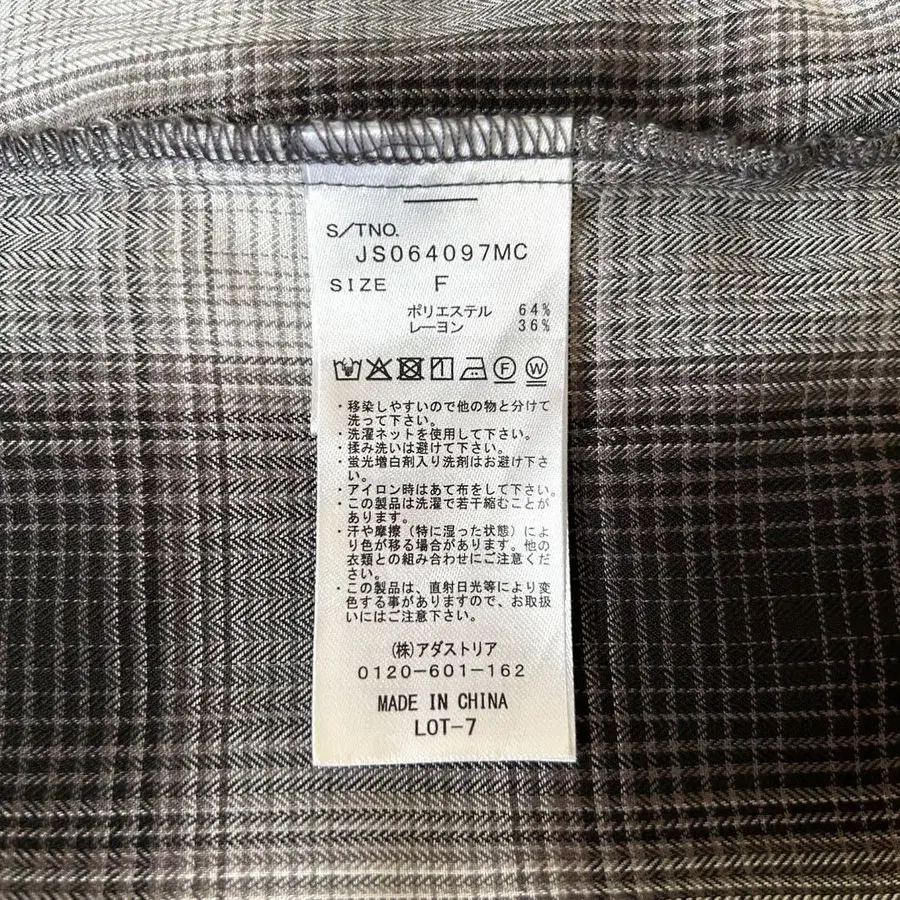 S/TNO.
JS064097MC
SIZE F
ポリエステル 64%
レーヨン 36%
F W
・移染しやすいので他の物と分けて
洗って下さい。
・洗濯ネットを使用して下さい。
・揉み洗いは避けて下さい。
・蛍光増白剤入り洗剤はお避け下さ
い。
・アイロン時はあて布をして下さい。
・この製品は洗濯で若干縮むことが
あります。
・汗や摩擦（特に湿った状態）によ
り色が移る場合があります。他の
衣類との組み合わせにご注意くだ
さい。
・この製品は、直射日光等により変
色する事がありますので、お取扱
いにはご注意下さい。
(株)アダストリア
0120-601-162
MADE IN CHINA
LOT-7